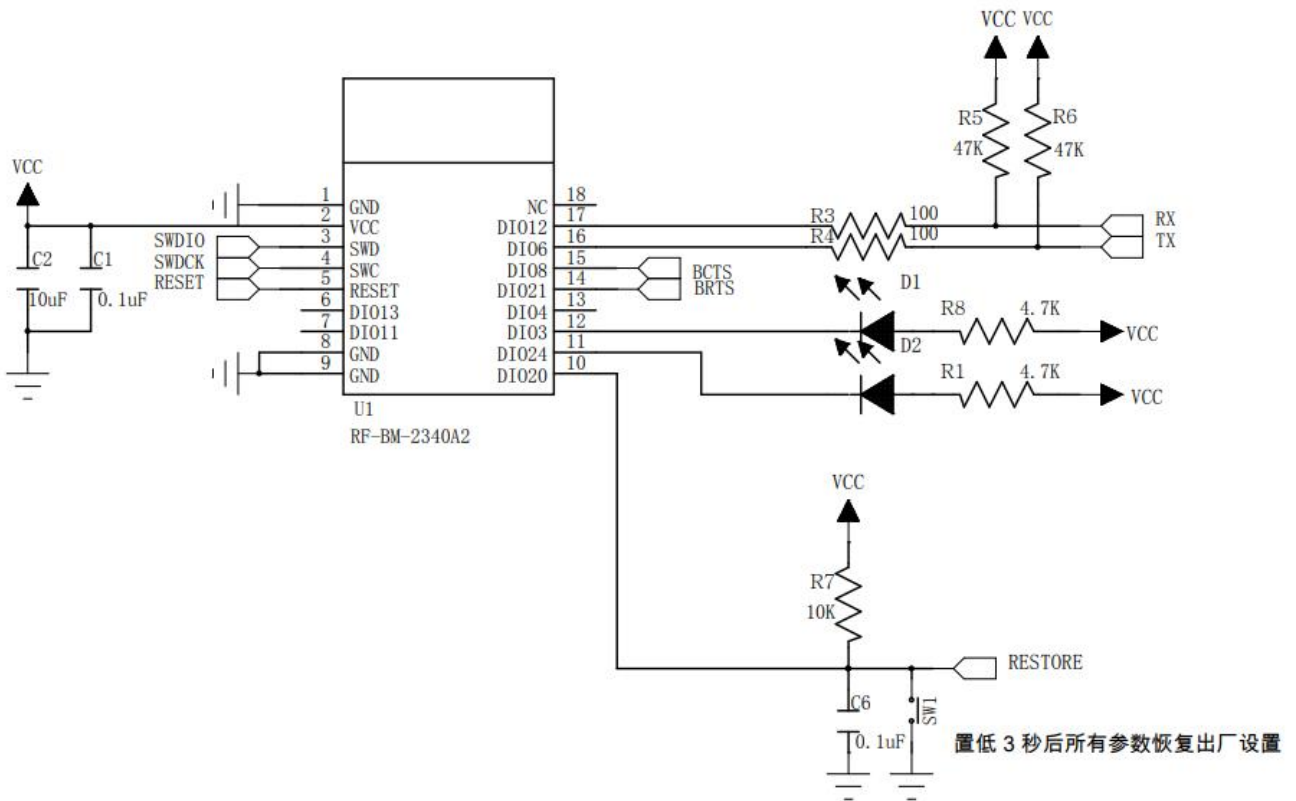 VCC VCC
R5
47K
R6
47K
VCC
C2
10uF
C1
0.1uF
SWDIO
SWDCK
RESET
1
2
3
4
5
6
7
8
9
GND
VCC
SWD
SWC
RESET
DIO13
DIO11
GND
GND
NC
DIO12
DIO6
DIO8
DIO21
DIO4
DIO3
DIO24
DIO20
18
17
16
15
14
13
12
11
10
U1
RF-BM-2340A2
R3 100
R4 100
RX
TX
BCTS
BRTS
D1
R8 4.7K
VCC
D2
R1 4.7K
VCC
VCC
R7
10K
RESTORE
C6
0.1uF
SW1
置低 3 秒后所有参数恢复出厂设置